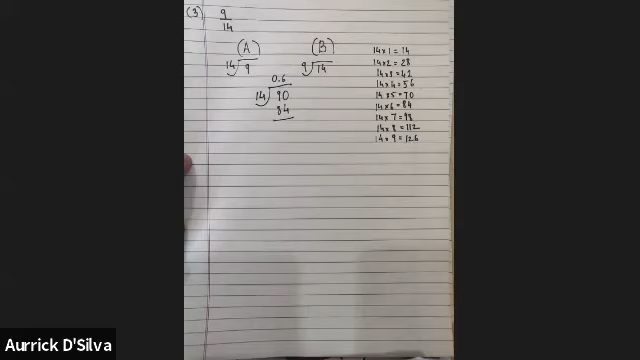 (3) 9
14
(A) (B)
14 9 9 14
0.6
14 90
84
14 x 1 = 14
14 x 2 = 28
14 x 3 = 42
14 x 4 = 56
14 x 5 = 70
14 x 6 = 84
14 x 7 = 98
14 x 8 = 112
14 x 9 = 126
Aurrick D'Silva